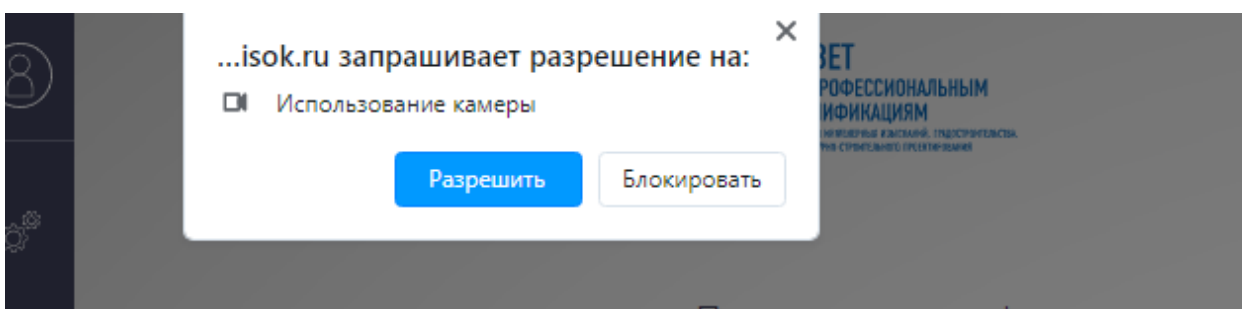 ...isok.ru запрашивает разрешение на:
Использование камеры
Разрешить
Блокировать
ВЕТ
РОФЕССИОНАЛЬНЫМ
ИФИКАЦИЯМ